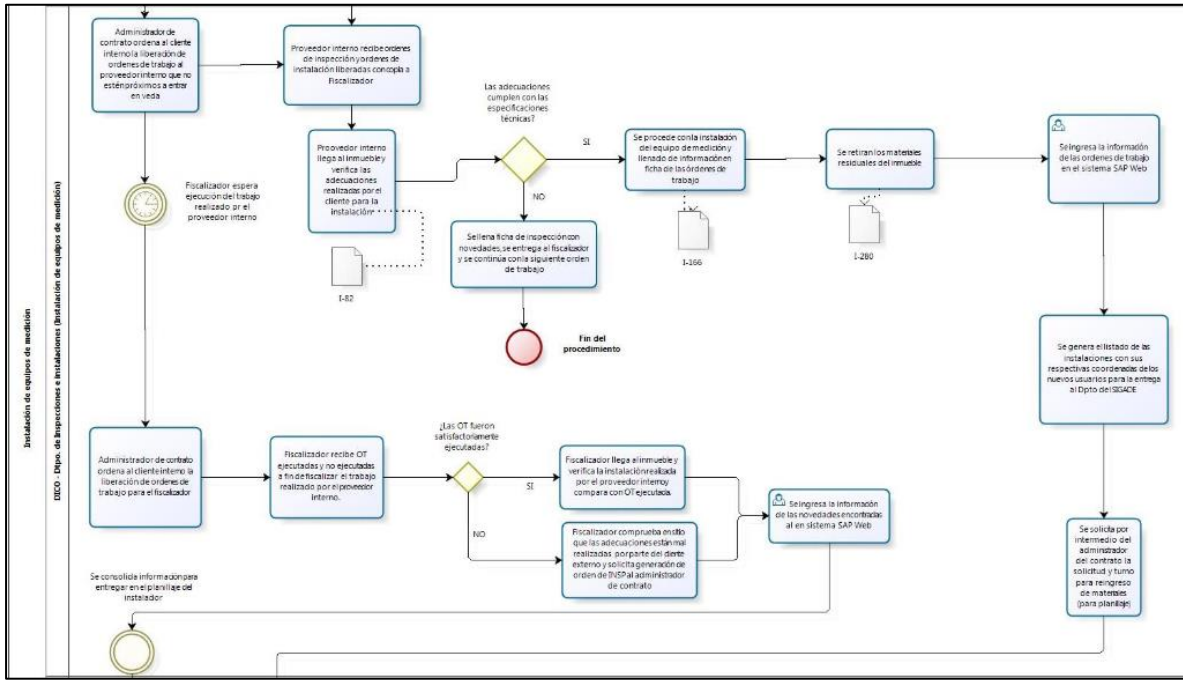 Instalación de equipos de medición
DICO - Dtpo. de Inspecciones e Instalaciones (Instalación de equipos de medición)
Administrador de
contrato ordena al cliente
interno la liberación de
ordenes de trabajo al
proveedor interno que no
estén próximos a entrar
en veda
Proveedor interno recibe ordenes
de inspección y ordenes de
instalación liberadas con copia a
Fiscalizador
Fiscalizador espera
ejecucion del trabajo
realizado pr el
proveedor interno
Proovedor interno
llega al inmueble y
verifica las
adecuaciones
realizadas por el
cliente para la
instalación
I-82
Las adecuaciones
cumplen con las
especificaciones
técnicas?
SI
NO
Se llena ficha de inspección con
novedades, se entrega al fiscalizador
y se continúa con la siguiente orden
de trabajo
Fin del
procedimiento
Se procede con la instalación
del equipo de medición y
llenado de información en
ficha de las órdenes de
trabajo
I-166
Se retiran los materiales
residuales del inmueble
I-280
Se ingresa la información
de las ordenes de trabajo
en el sistema SAP Web
Se genera el listado de las
instalaciones con sus
respectivas coordenadas de los
nuevos usuarios para la entrega
al Dpto del SIGADE
Se solicita por
intermedio del
adminstrador
del contrato la
solicitud y turno
para reingreso
de materiales
(para planillaje)
Administrador de contrato
ordena al cliente interno la
liberación de ordenes de
trabajo para el fiscalizador
Fiscalizador recibe OT
ejecutadas y no ejecutadas
a fin de fiscalizar el trabajo
realizado por el proveedor
interno.
¿Las OT fueron
satisfactoriamente
ejecutadas?
SI
NO
Fiscalizador llega al inmueble y
verifica la instalación realizada
por el proveedor interno y
compara con OT ejecutada.
Fiscalizador comprueba en sitio
que las adecuaciones están mal
realizadas por parte del cliente
externo y solicita generación de
orden de INSP al administrador
de contrato
Se ingresa la información
de las novedades encontradas
al en sistema SAP Web
Se consolida información para
entregar en el planillaje del
instalador